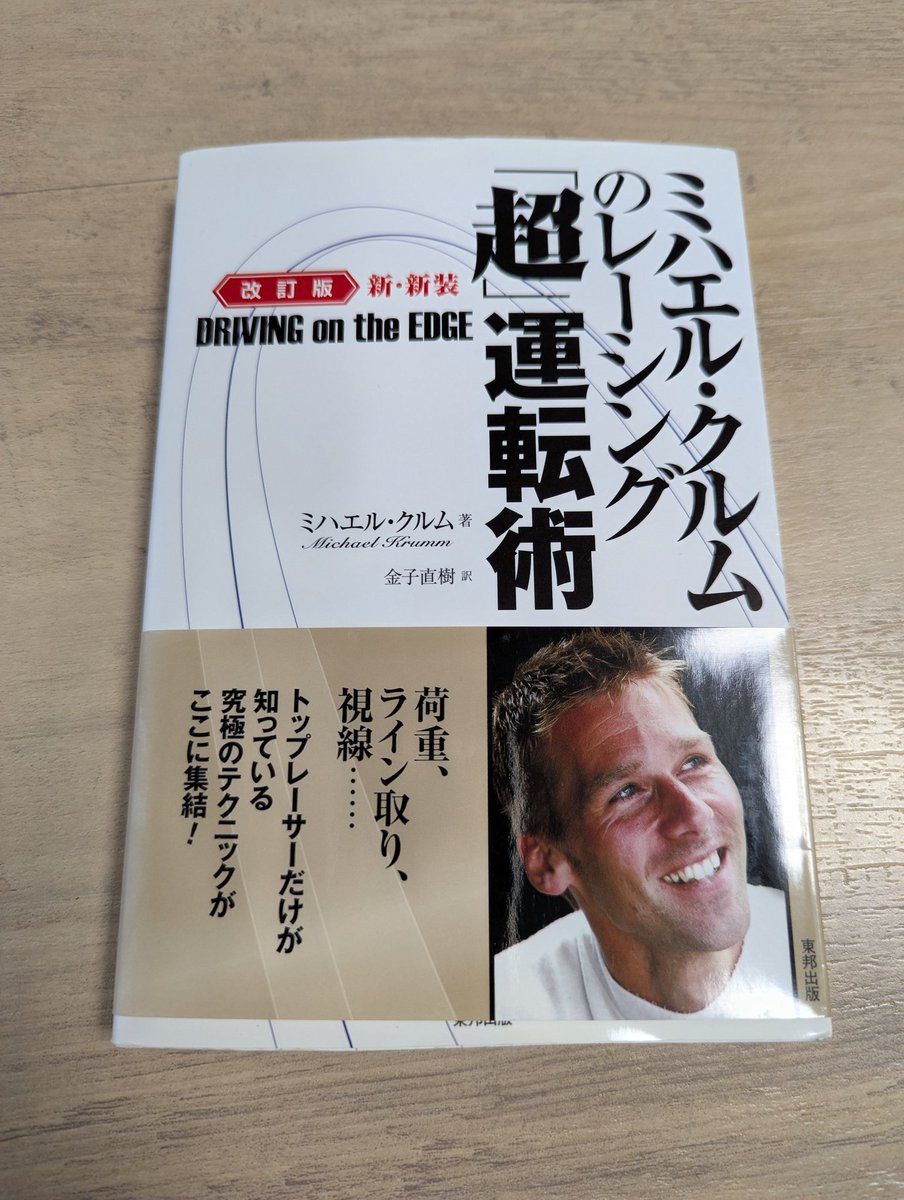 ミハエル・クルム
のレーシング
「超」運転術
改訂版 新・新装
DRIVING on the EDGE
ミハエル・クルム 著
Michael Krumm
金子直樹 訳
荷重、
ライン取り、
視線……
トップレーサーだけが
知っている
究極のテクニックが
ここに集結!
東邦出版
東邦出版